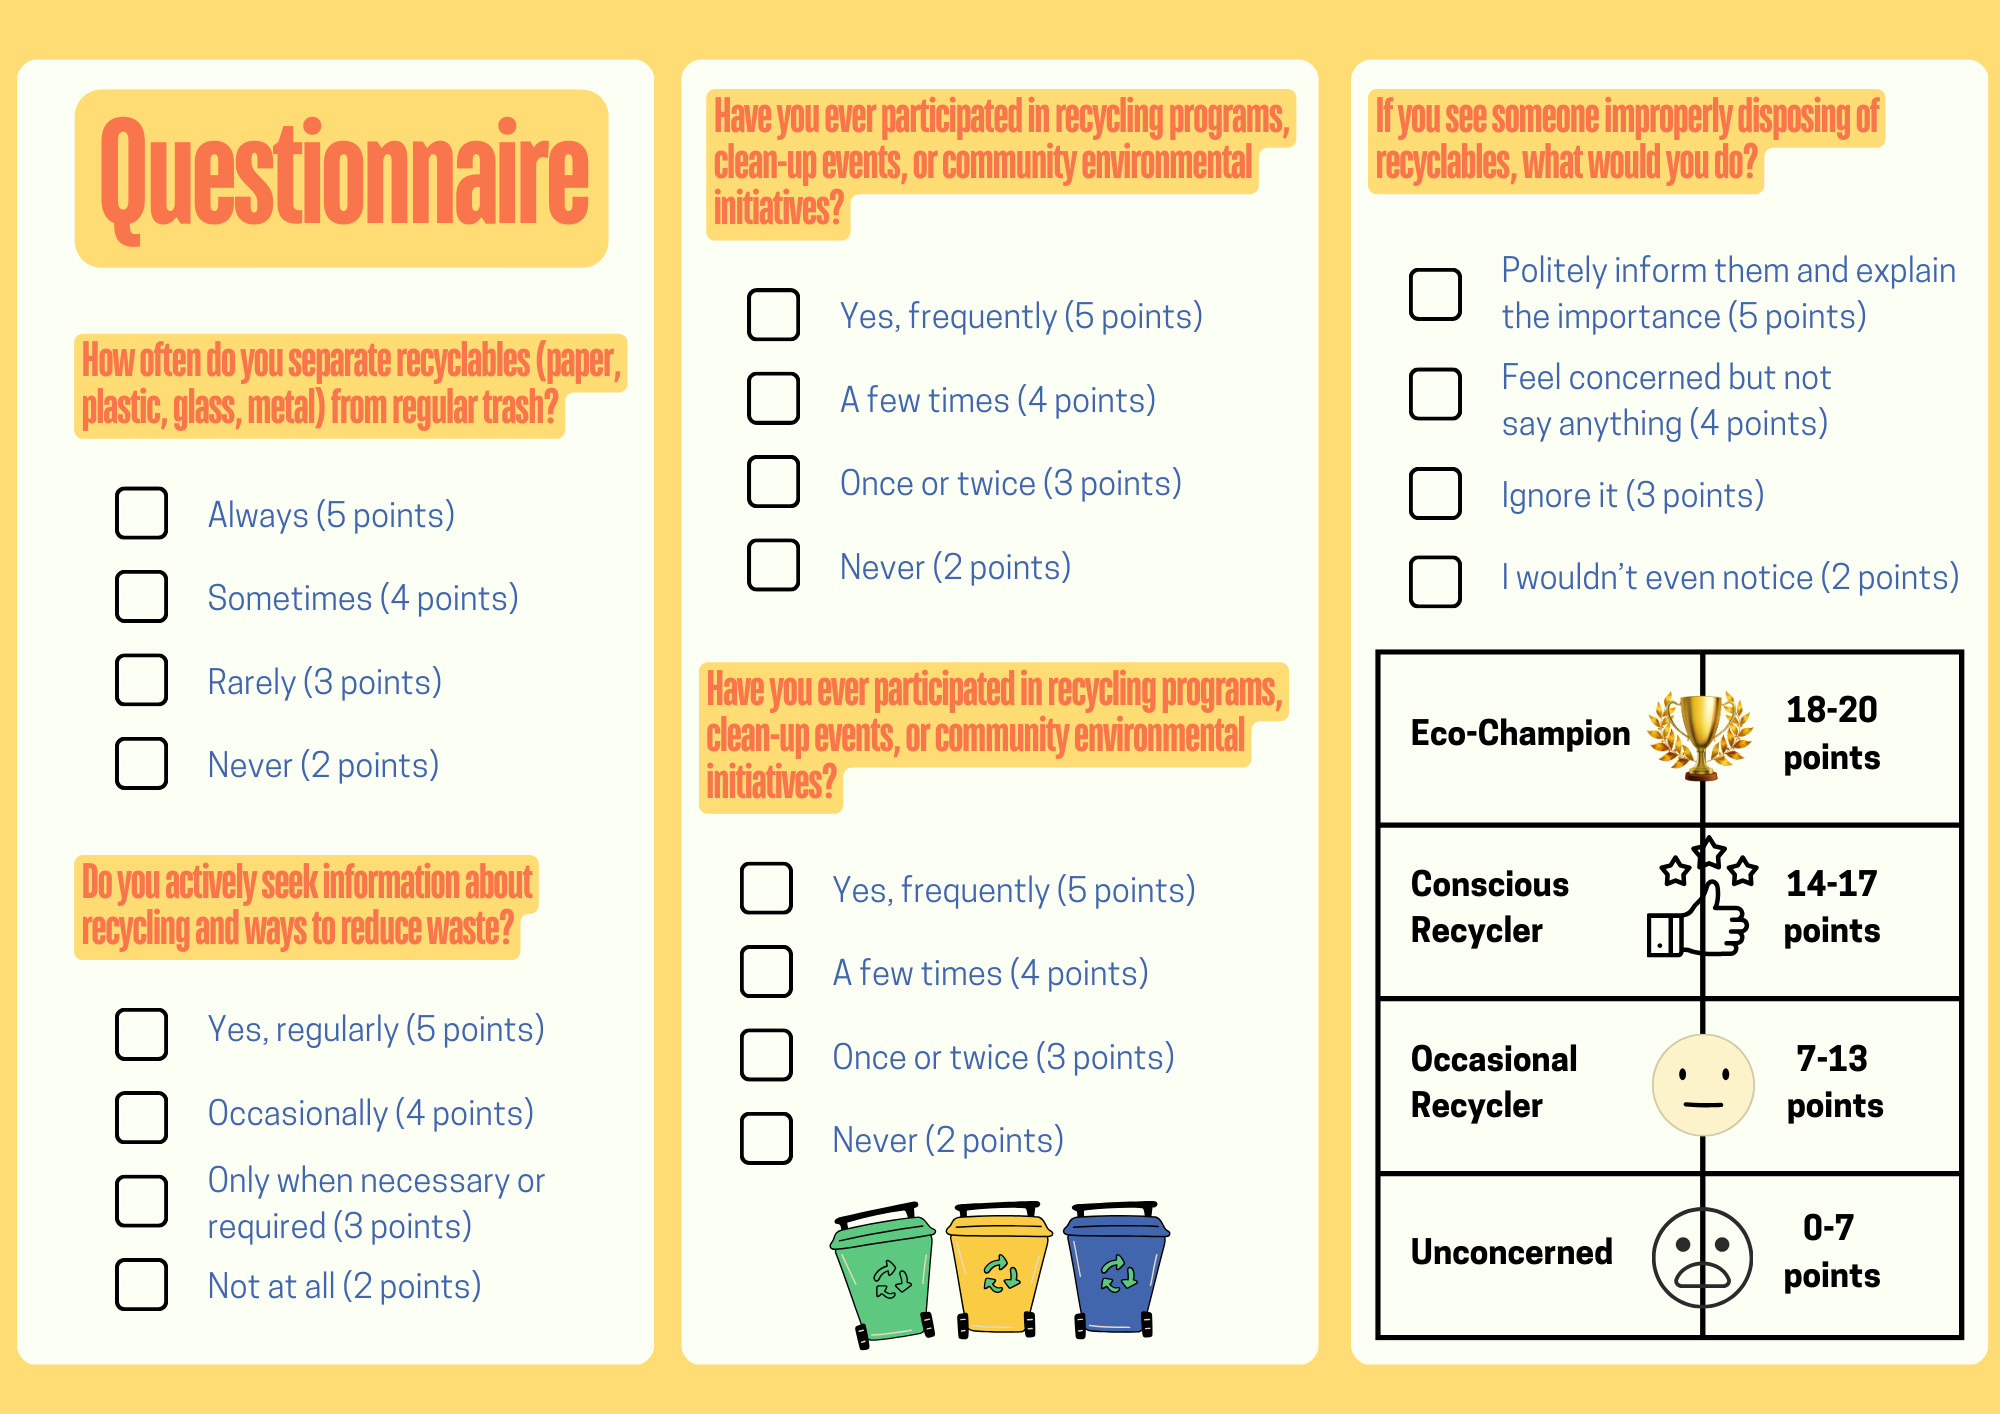 Questionnaire
How often do you separate recyclables (paper,
plastic, glass, metal) from regular trash?
Always (5 points)
Sometimes (4 points)
Rarely (3 points)
Never (2 points)
Do you actively seek information about
recycling and ways to reduce waste?
Yes, regularly (5 points)
Occasionally (4 points)
Only when necessary or
required (3 points)
Not at all (2 points)
Have you ever participated in recycling programs,
clean-up events, or community environmental
initiatives?
Yes, frequently (5 points)
A few times (4 points)
Once or twice (3 points)
Never (2 points)
Have you ever participated in recycling programs,
clean-up events, or community environmental
initiatives?
Yes, frequently (5 points)
A few times (4 points)
Once or twice (3 points)
Never (2 points)
If you see someone improperly disposing of
recyclables, what would you do?
Politely inform them and explain
the importance (5 points)
Feel concerned but not
say anything (4 points)
Ignore it (3 points)
I wouldn’t even notice (2 points)
Eco-Champion
18-20
points
Conscious
Recycler
14-17
points
Occasional
Recycler
7-13
points
Unconcerned
0-7
points